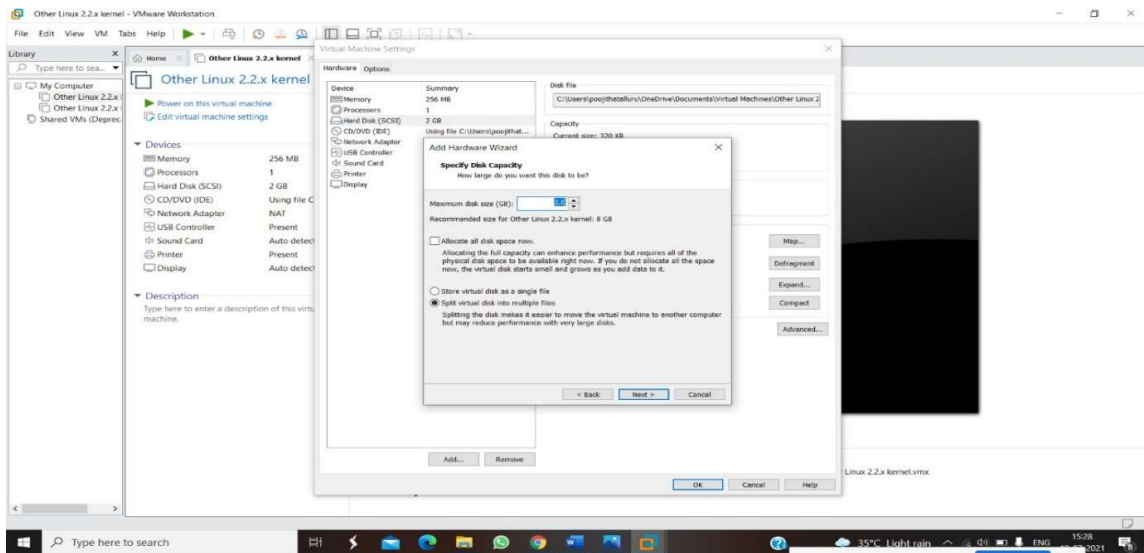 Other Linux 2.2.x kernel - VMware Workstation
File Edit View VM Tabs Help
Library
Type here to sea...
My Computer
Other Linux 2.2.x
Other Linux 2.2.x
Shared VMs (Deprec
Home
Other Linux 2.2.x kernel
Other Linux 2.2.x kernel
Power on this virtual machine
Edit virtual machine settings
Devices
Memory 256 MB
Processors 1
Hard Disk (SCSI) 2 GB
CD/DVD (IDE) Using file C
Network Adapter NAT
USB Controller Present
Sound Card Auto detect
Printer Present
Display Auto detect
Description
Type here to enter a description of this virtu
machine.
Virtual Machine Settings
Hardware Options
Device Summary
Memory 256 MB
Processors 1
Hard Disk (SCSI) 2 GB
CD/DVD (IDE) Using file C:\Users\poojithat...
Network Adapter
USB Controller
Sound Card
Printer
Display
Add... Remove
Disk file
C:\Users\poojithatalluru\OneDrive\Documents\Virtual Machines\Other Linux 2
Capacity
Current size: 320 KB
Add Hardware Wizard
Specify Disk Capacity
How large do you want this disk to be?
Maximum disk size (GB): 2.0
Recommended size for Other Linux 2.2.x kernel: 8 GB
Allocate all disk space now.
Allocating the full capacity can enhance performance but requires all of the
physical disk space to be available right now. If you do not allocate all the space
now, the virtual disk starts small and grows as you add data to it.
Store virtual disk as a single file
Split virtual disk into multiple files
Splitting the disk makes it easier to move the virtual machine to another computer
but may reduce performance with very large disks.
< Back Next > Cancel
Map...
Defragment
Expand...
Compact
Advanced...
OK Cancel Help
Linux 2.2.x kernel.vmx
Type here to search
35°C Light rain
ENG
15:28